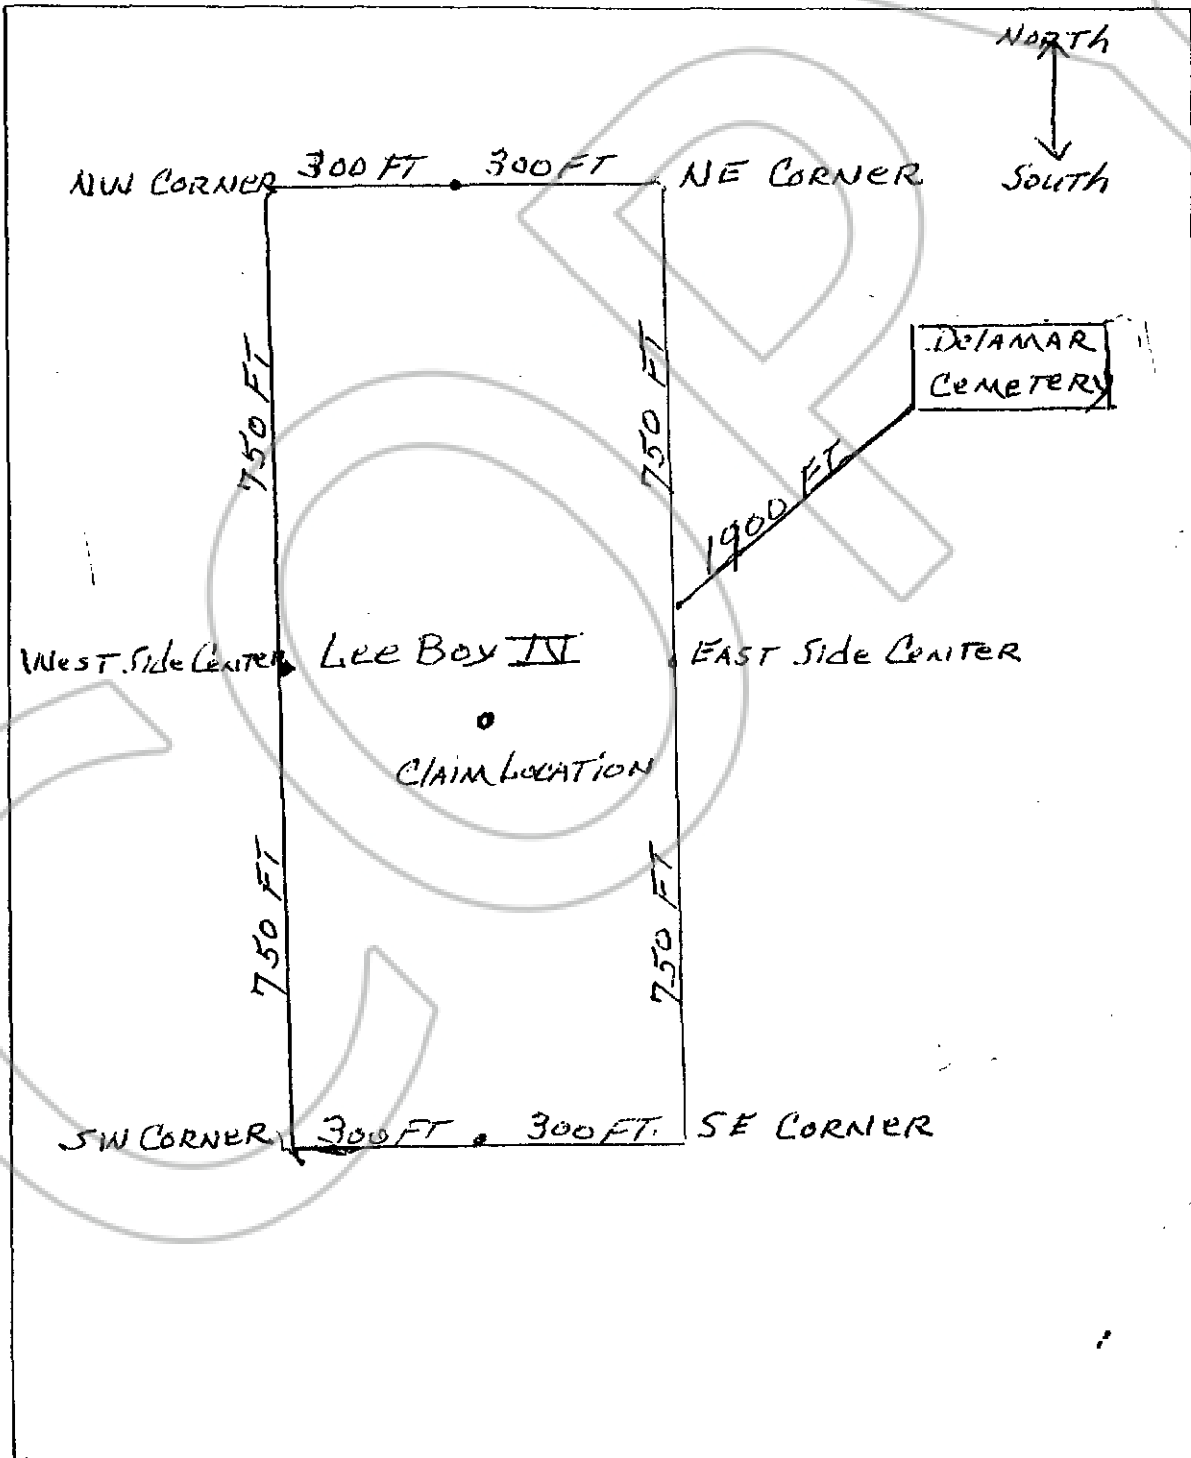 NORTH
SOUTH
NW CORNER 300 FT 300 FT NE CORNER
750 FT 750 FT
DelAMAR
CEMETERY
1900 FT
WEST Side CENTER Lee Boy IV EAST Side CENTER
CLAIM LOCATION
750 FT 750 FT
SW CORNER 300 FT 300 FT. SE CORNER
COP